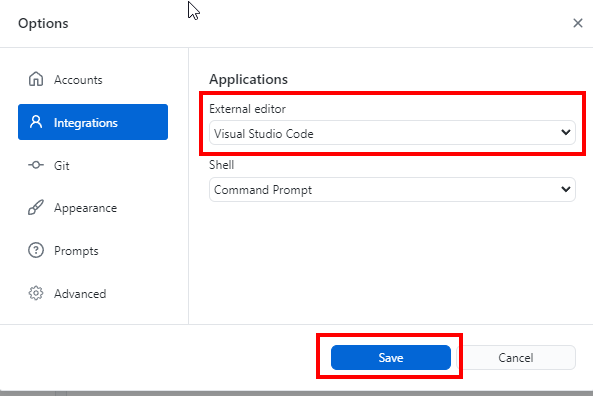 Options
Accounts
Integrations
Git
Appearance
Prompts
Advanced
Applications
External editor
Visual Studio Code
Shell
Command Prompt
Save
Cancel